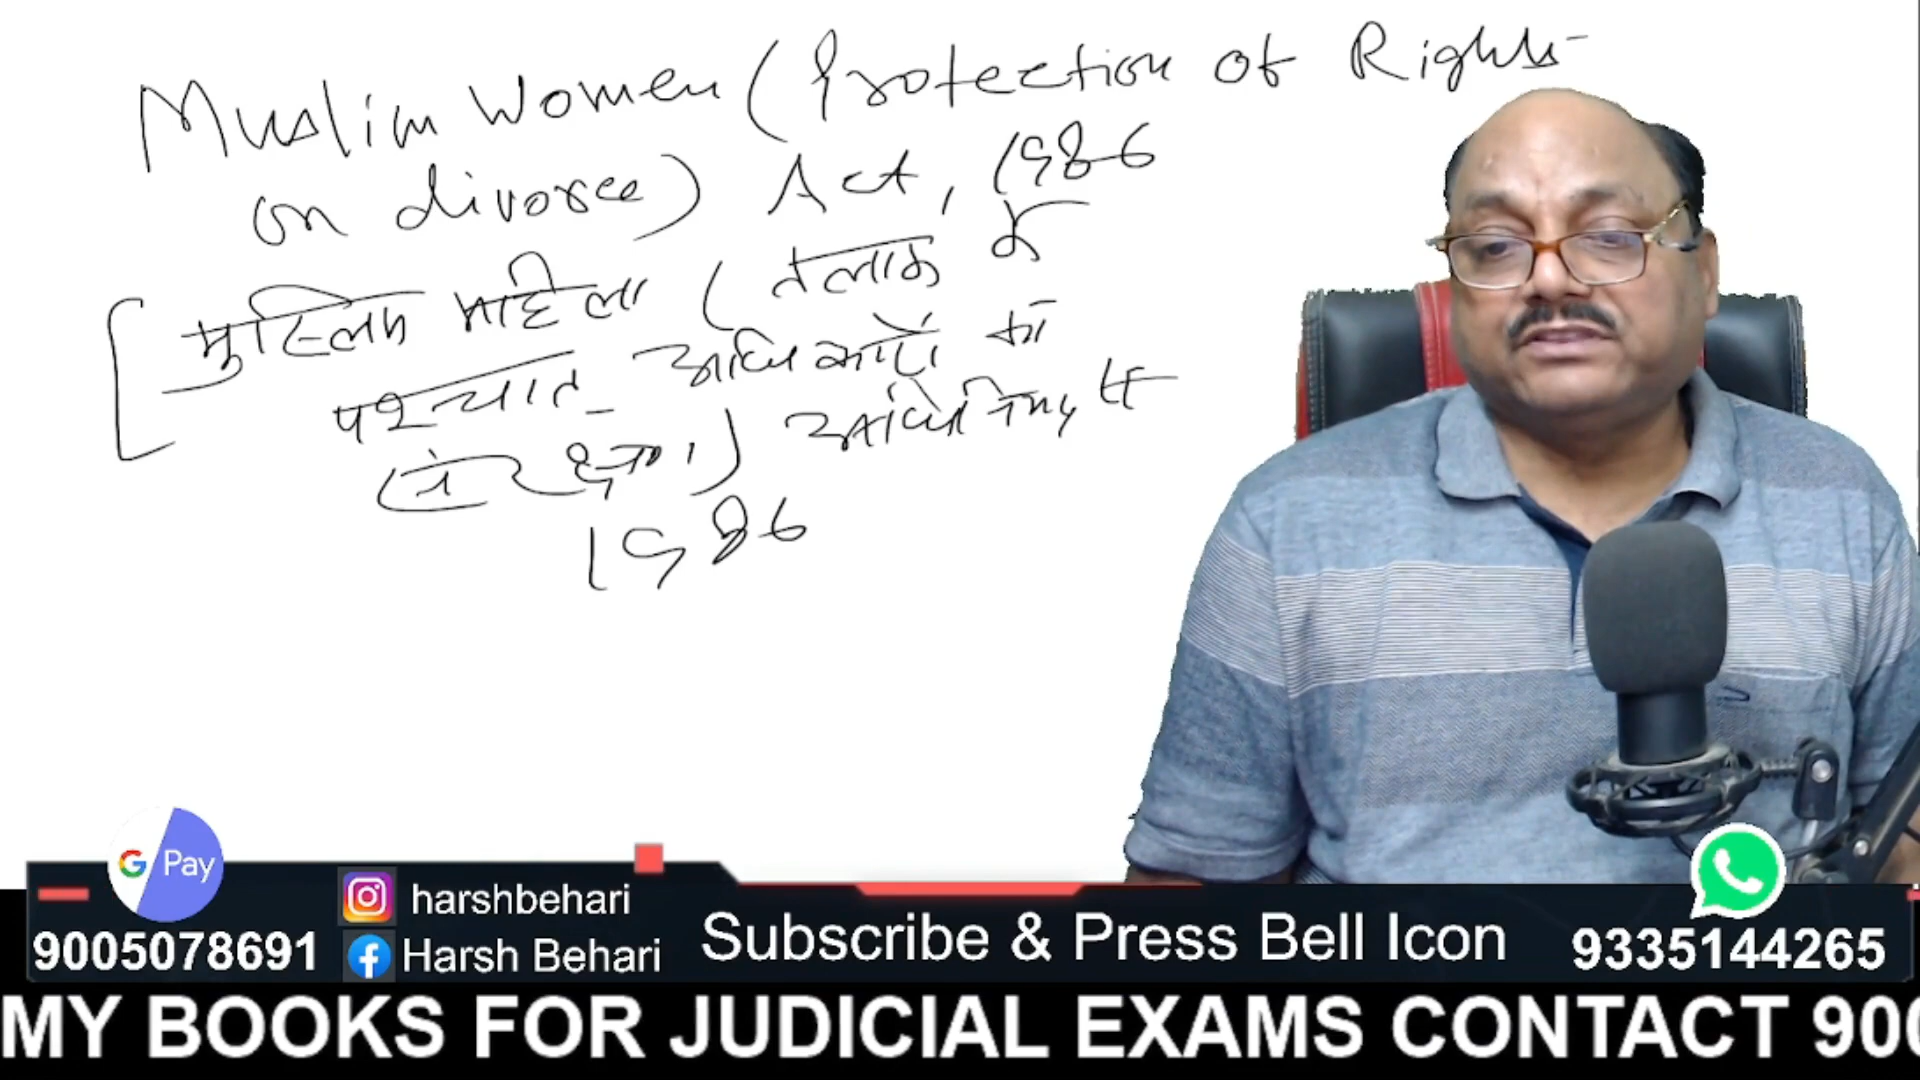 Muslim Women (Protection of Rights
on divorce) Act, 1986
[मुस्लिम महिला (तलाक के
पश्चात अधिकारों का
संरक्षण) अधिनियम
1986
G Pay
9005078691
harshbehari
Harsh Behari
Subscribe & Press Bell Icon
9335144265
MY BOOKS FOR JUDICIAL EXAMS CONTACT 900